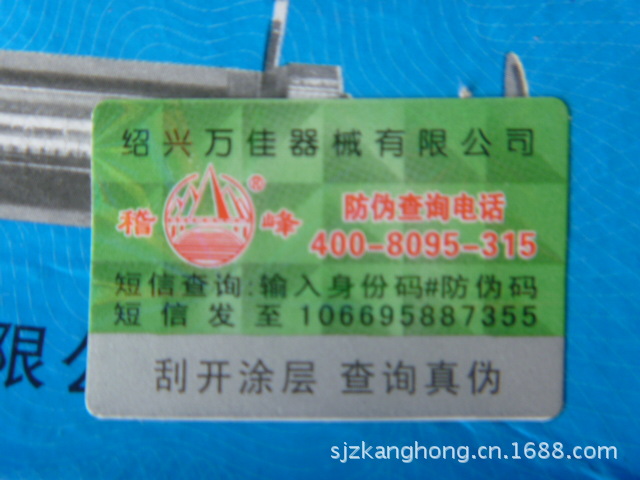 绍兴万佳器械有限公司
稽 ® 峰
防伪查询电话
400-8095-315
短信查询:输入身份码#防伪码
短信发至106695887355
刮开涂层 查询真伪
限公
sjzkanghong.cn.1688.com